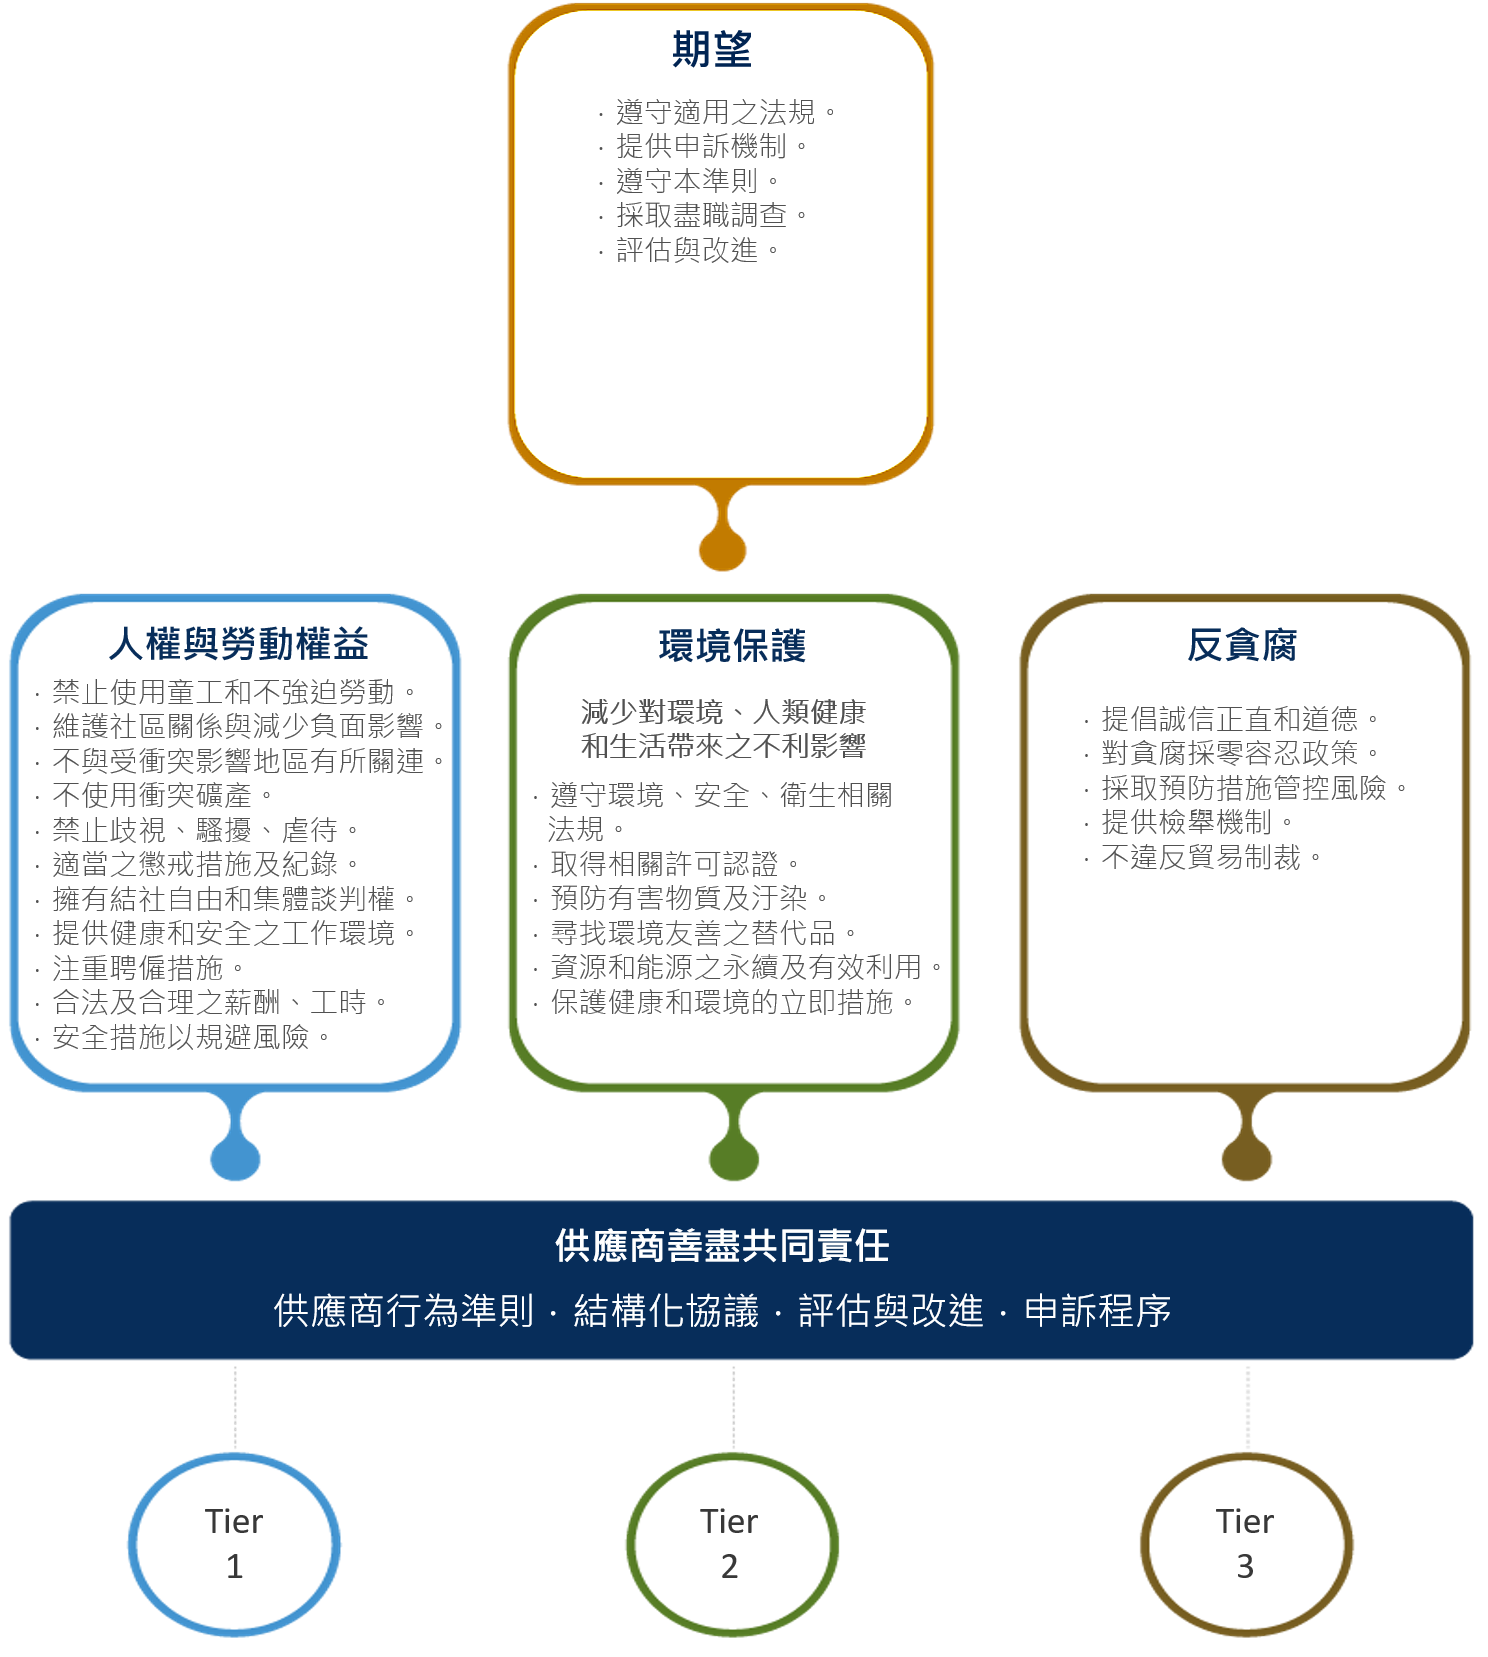 期望
· 遵守適用之法規。
· 提供申訴機制。
· 遵守本準則。
· 採取盡職調查。
· 評估與改進。
人權與勞動權益
· 禁止使用童工和不強迫勞動。
· 維護社區關係與減少負面影響。
· 不與受衝突影響地區有所關連。
· 不使用衝突礦產。
· 禁止歧視、騷擾、虐待。
· 適當之懲戒措施及紀錄。
· 擁有結社自由和集體談判權。
· 提供健康和安全之工作環境。
· 注重聘僱措施。
· 合法及合理之薪酬、工時。
· 安全措施以規避風險。
環境保護
減少對環境、人類健康
和生活帶來之不利影響
· 遵守環境、安全、衛生相關
法規。
· 取得相關許可認證。
· 預防有害物質及汙染。
· 尋找環境友善之替代品。
· 資源和能源之永續及有效利用。
· 保護健康和環境的立即措施。
反貪腐
· 提倡誠信正直和道德。
· 對貪腐採零容忍政策。
· 採取預防措施管控風險。
· 提供檢舉機制。
· 不違反貿易制裁。
供應商善盡共同責任
供應商行為準則 · 結構化協議 · 評估與改進 · 申訴程序
Tier
1
Tier
2
Tier
3